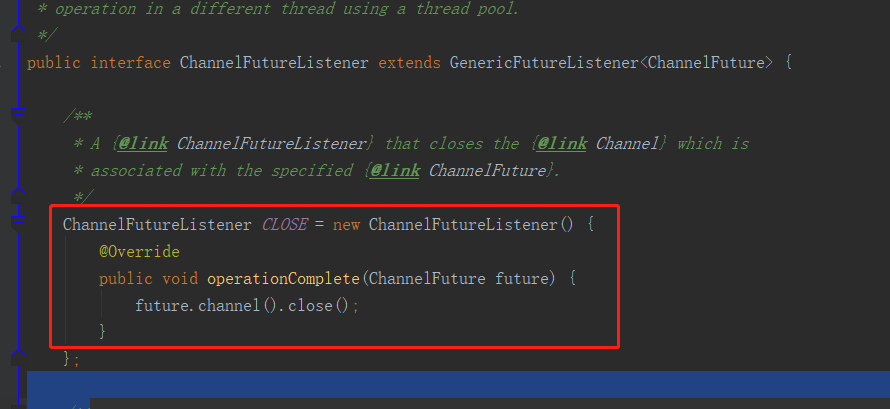 * operation in a different thread using a thread pool.
*/
public interface ChannelFutureListener extends GenericFutureListener<ChannelFuture> {
/**
* A {@link ChannelFutureListener} that closes the {@link Channel} which is
* associated with the specified {@link ChannelFuture}.
*/
ChannelFutureListener CLOSE = new ChannelFutureListener() {
@Override
public void operationComplete(ChannelFuture future) {
future.channel().close();
}
};